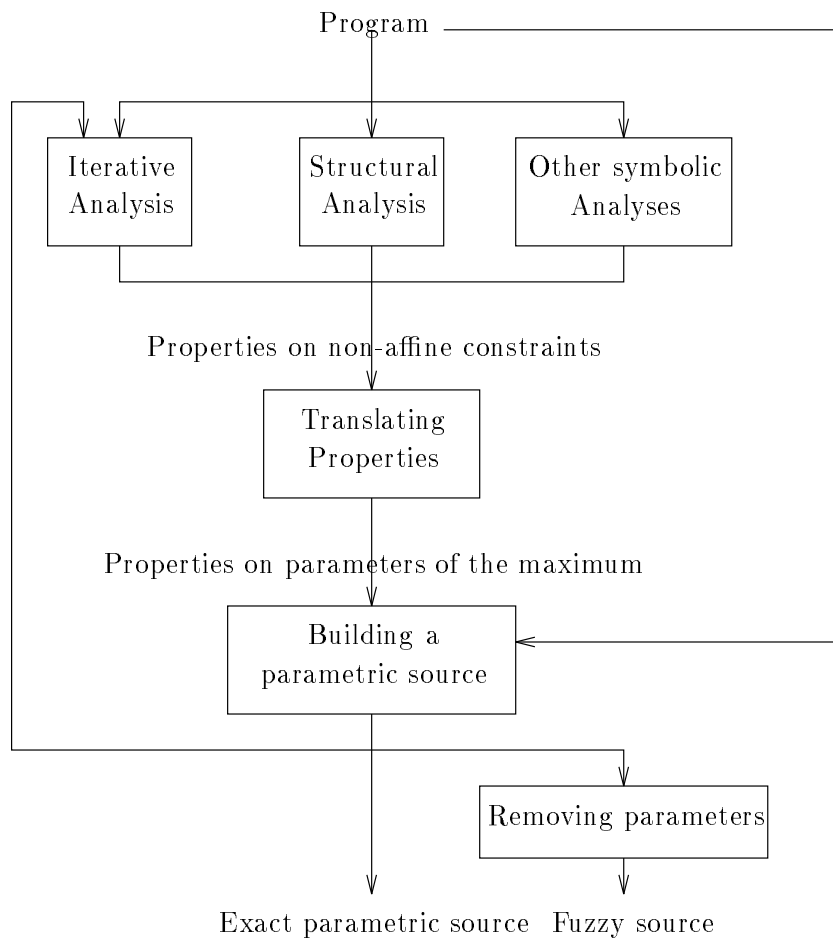 Program
Iterative
Analysis
Structural
Analysis
Other symbolic
Analyses
Properties on non-affine constraints
Translating
Properties
Properties on parameters of the maximum
Building a
parametric source
Removing parameters
Exact parametric source
Fuzzy source